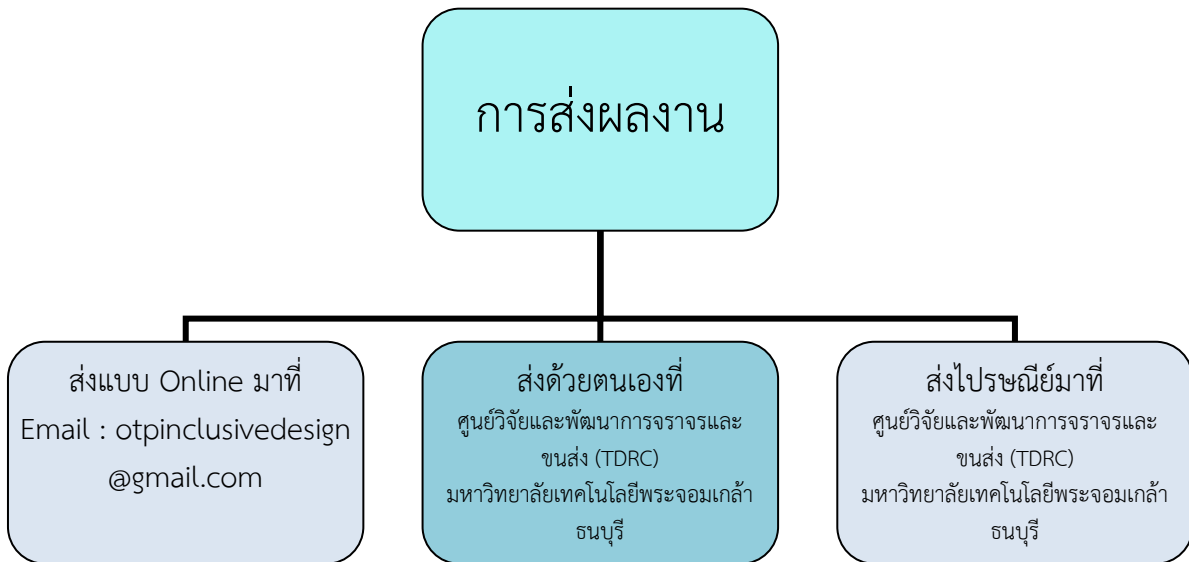 การส่งผลงาน
ส่งแบบ Online มาที่
Email : otpinclusivedesign
@gmail.com
ส่งด้วยตนเองที่
ศูนย์วิจัยและพัฒนาการจราจรและ
ขนส่ง (TDRC)
มหาวิทยาลัยเทคโนโลยีพระจอมเกล้า
ธนบุรี
ส่งไปรษณีย์มาที่
ศูนย์วิจัยและพัฒนาการจราจรและ
ขนส่ง (TDRC)
มหาวิทยาลัยเทคโนโลยีพระจอมเกล้า
ธนบุรี